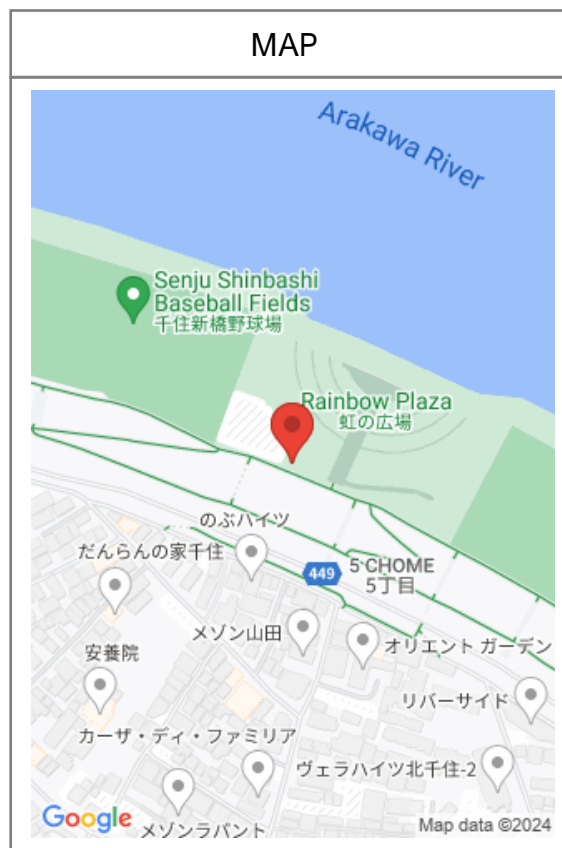 MAP
Arakawa River
Senju Shinbashi
Baseball Fields
千住新橋野球場
Rainbow Plaza
虹の広場
のぶハイツ
だんらんの家千住
449
5 CHOME
5丁目
メゾン山田
オリエント ガーデン
安養院
リバーサイド
カーザ・ディ・ファミリア
ヴェラハイツ北千住-2
Google
メゾンラバント
Map data ©2024